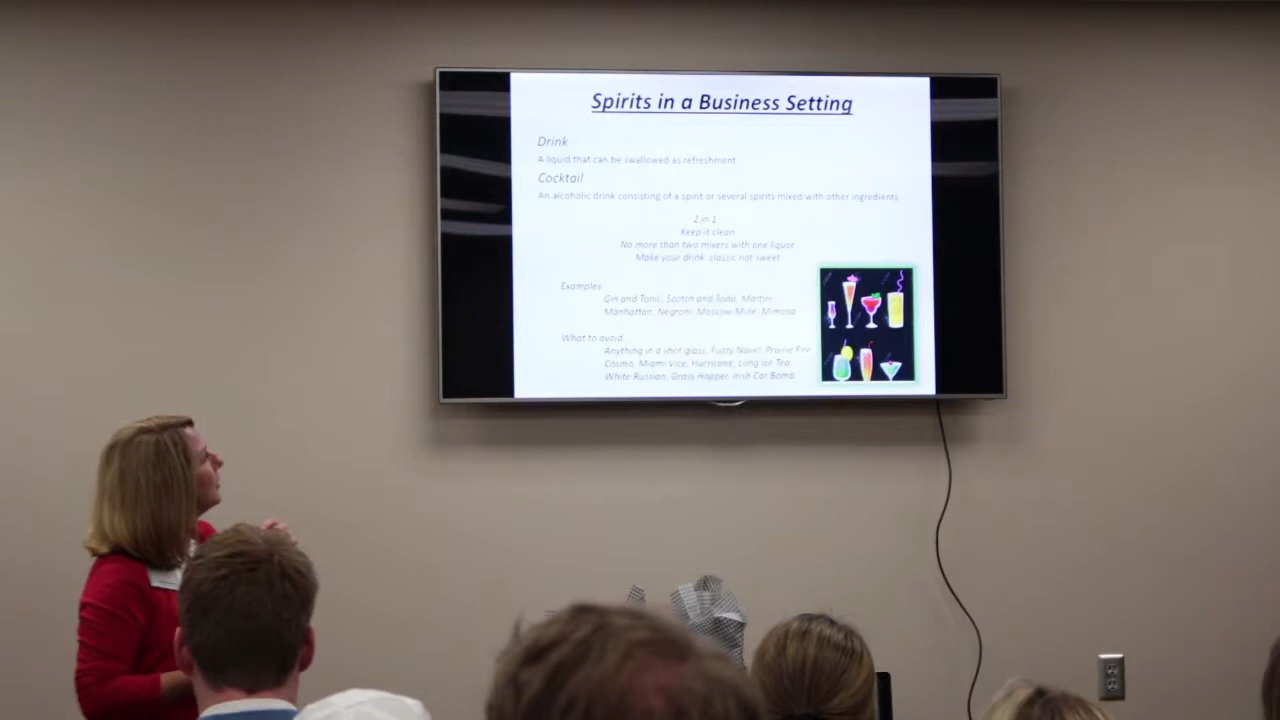 Spirits in a Business Setting
Drink
A liquid that can be swallowed as refreshment
Cocktail
An alcoholic drink consisting of a spirit or several spirits mixed with other ingredients
2 in 1
Keep it clean
No more than two mixers with one liquor
Make your drink classic not sweet
Examples:
Gin and Tonic, Scotch and Soda, Martini
Manhattan, Negroni, Moscow Mule, Mimosa
What to avoid
Anything in a shot glass, Fuzzy Navel, Prairie Fire
Cosmo, Miami Vice, Hurricane, Long Ice Tea
White Russian, Grass Hopper, Irish Car Bomb